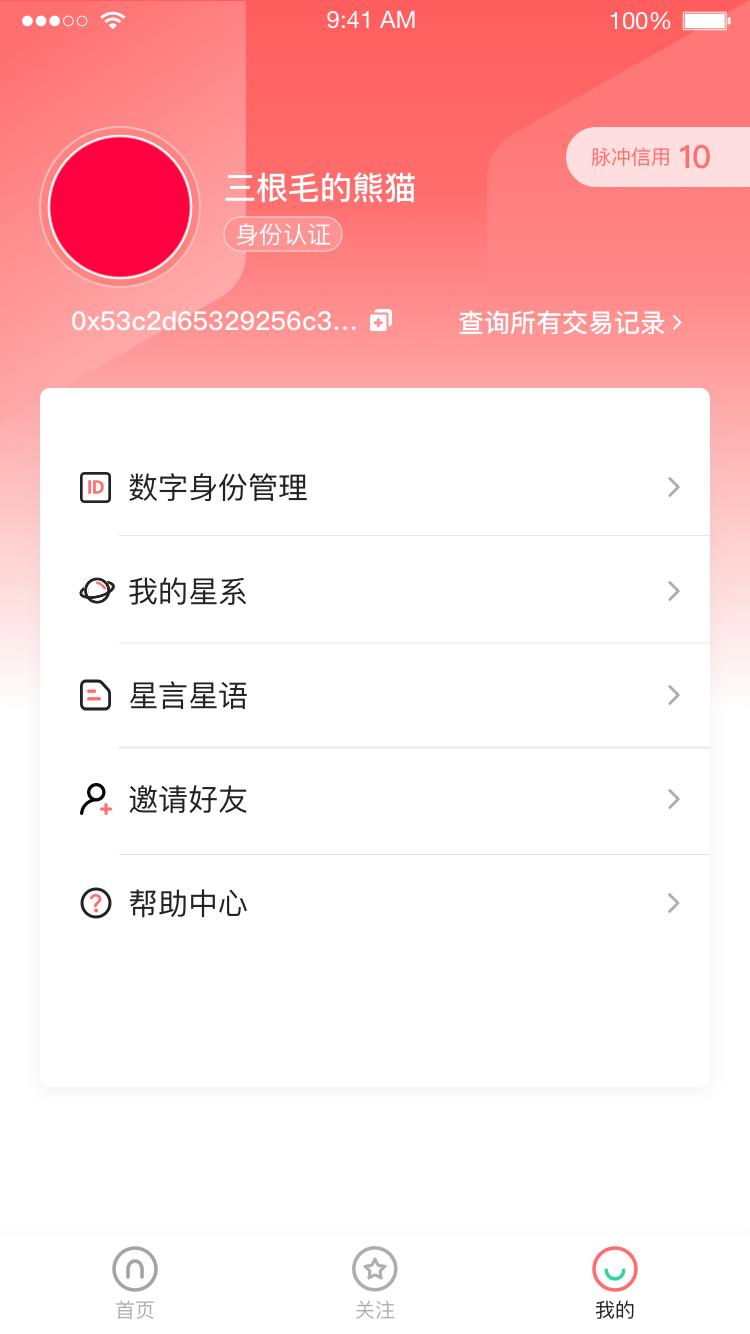 9:41 AM
100%
脉冲信用 10
三根毛的熊猫
身份认证
0x53c2d65329256c3...
查询所有交易记录
ID 数字身份管理
我的星系
星言星语
邀请好友
? 帮助中心
首页
关注
我的